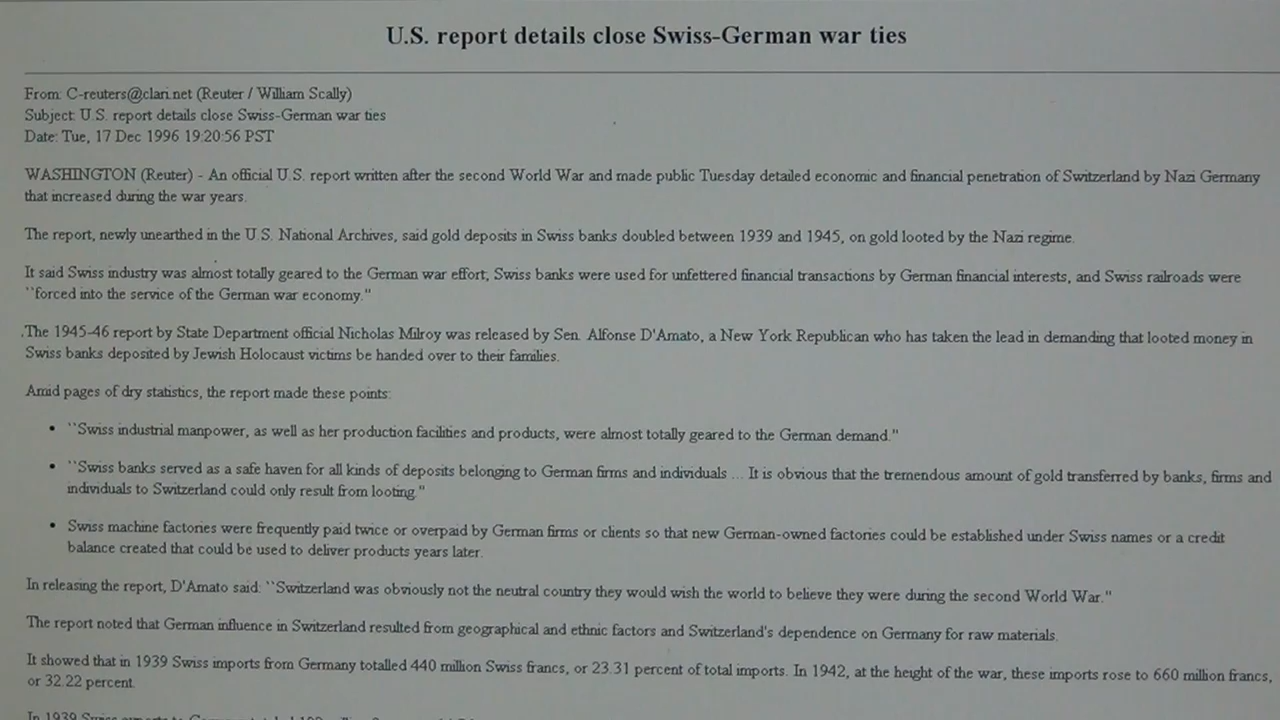 U.S. report details close Swiss-German war ties
From: C-reuters@clari.net (Reuter / William Scally)
Subject: U.S. report details close Swiss-German war ties
Date: Tue, 17 Dec 1996 19:20:56 PST
WASHINGTON (Reuter) - An official U.S. report written after the second World War and made public Tuesday detailed economic and financial penetration of Switzerland by Nazi Germany
that increased during the war years.
The report, newly unearthed in the U.S. National Archives, said gold deposits in Swiss banks doubled between 1939 and 1945, on gold looted by the Nazi regime.
It said Swiss industry was almost totally geared to the German war effort, Swiss banks were used for unfettered financial transactions by German financial interests, and Swiss railroads were
``forced into the service of the German war economy."
The 1945-46 report by State Department official Nicholas Milroy was released by Sen. Alfonse D'Amato, a New York Republican who has taken the lead in demanding that looted money in
Swiss banks deposited by Jewish Holocaust victims be handed over to their families.
Amid pages of dry statistics, the report made these points:
• ``Swiss industrial manpower, as well as her production facilities and products, were almost totally geared to the German demand."
• ``Swiss banks served as a safe haven for all kinds of deposits belonging to German firms and individuals ... It is obvious that the tremendous amount of gold transferred by banks, firms and
individuals to Switzerland could only result from looting."
• Swiss machine factories were frequently paid twice or overpaid by German firms or clients so that new German-owned factories could be established under Swiss names or a credit
balance created that could be used to deliver products years later.
In releasing the report, D'Amato said: ``Switzerland was obviously not the neutral country they would wish the world to believe they were during the second World War."
The report noted that German influence in Switzerland resulted from geographical and ethnic factors and Switzerland's dependence on Germany for raw materials.
It showed that in 1939 Swiss imports from Germany totalled 440 million Swiss francs, or 23.31 percent of total imports. In 1942, at the height of the war, these imports rose to 660 million francs,
or 32.22 percent.
In 1939 Swiss